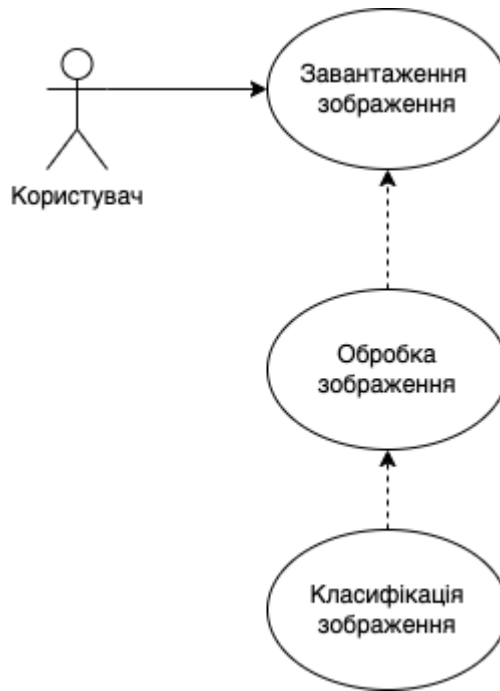 Завантаження
зображення
Користувач
Обробка
зображення
Класифікація
зображення